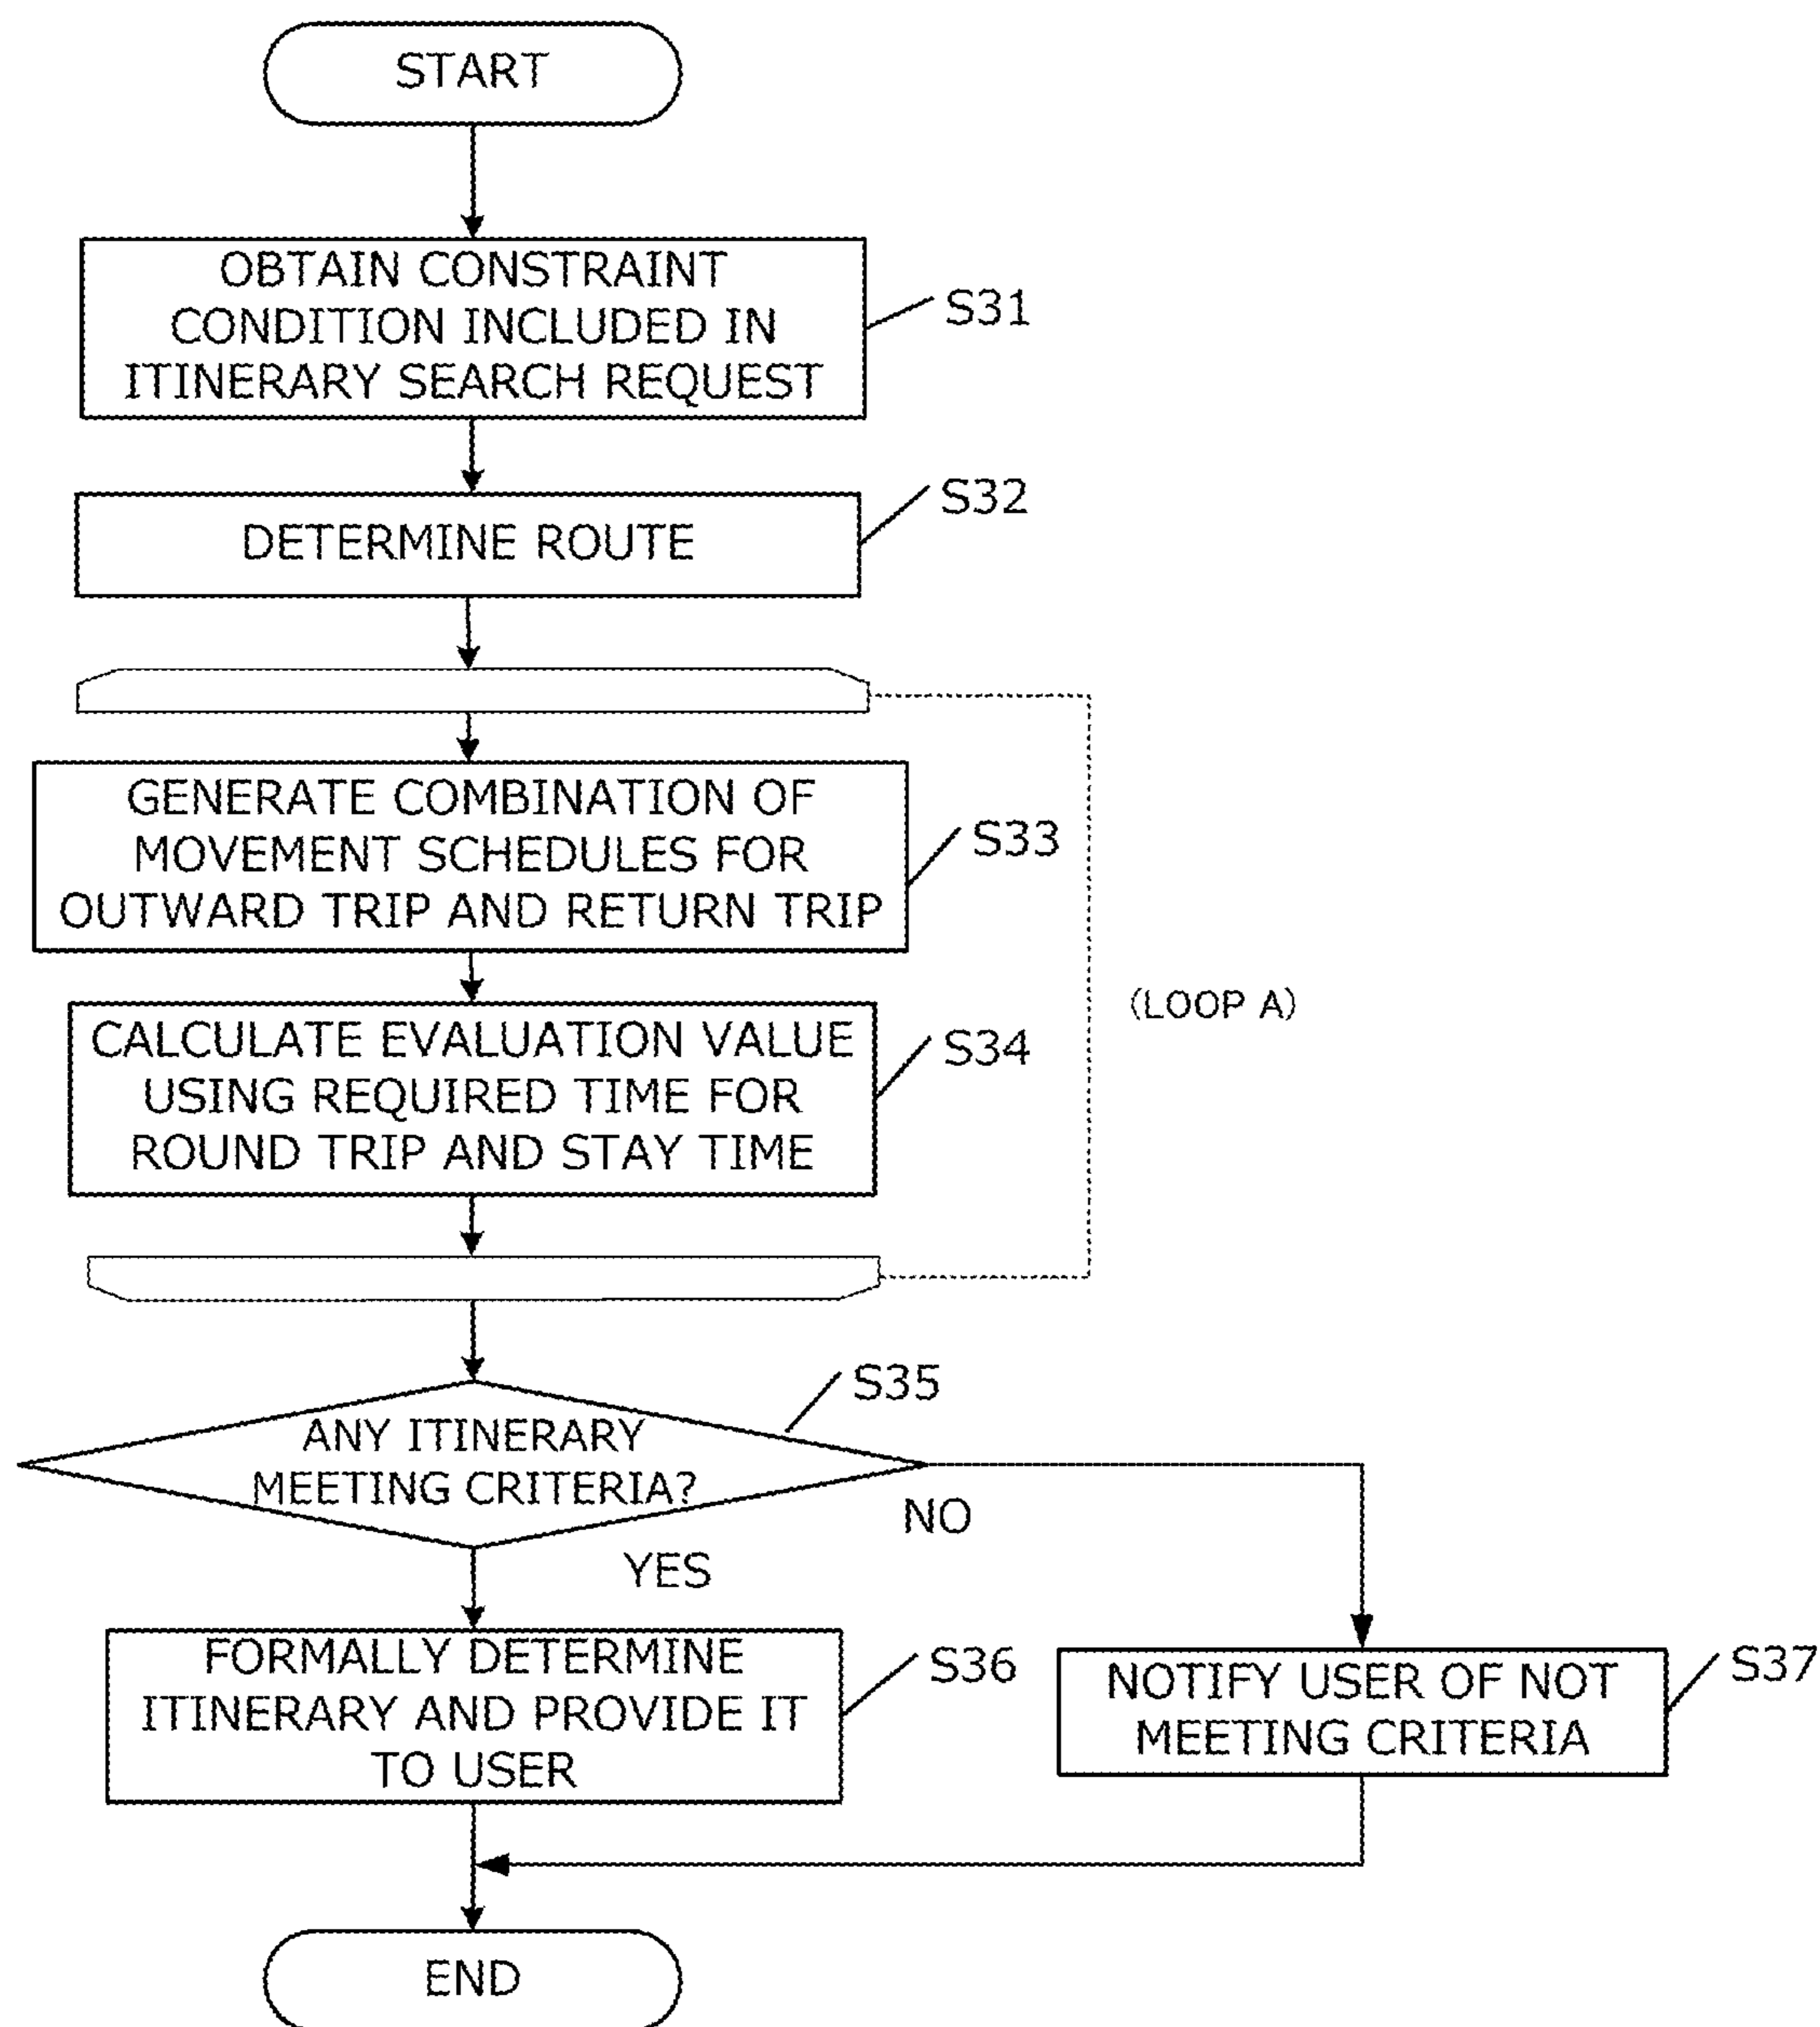 START
OBTAIN CONSTRAINT
CONDITION INCLUDED IN
ITINERARY SEARCH REQUEST
S31
DETERMINE ROUTE
S32
GENERATE COMBINATION OF
MOVEMENT SCHEDULES FOR
OUTWARD TRIP AND RETURN TRIP
S33
CALCULATE EVALUATION VALUE
USING REQUIRED TIME FOR
ROUND TRIP AND STAY TIME
S34
(LOOP A)
ANY ITINERARY
MEETING CRITERIA?
S35
NO
YES
FORMALLY DETERMINE
ITINERARY AND PROVIDE IT
TO USER
S36
NOTIFY USER OF NOT
MEETING CRITERIA
S37
END